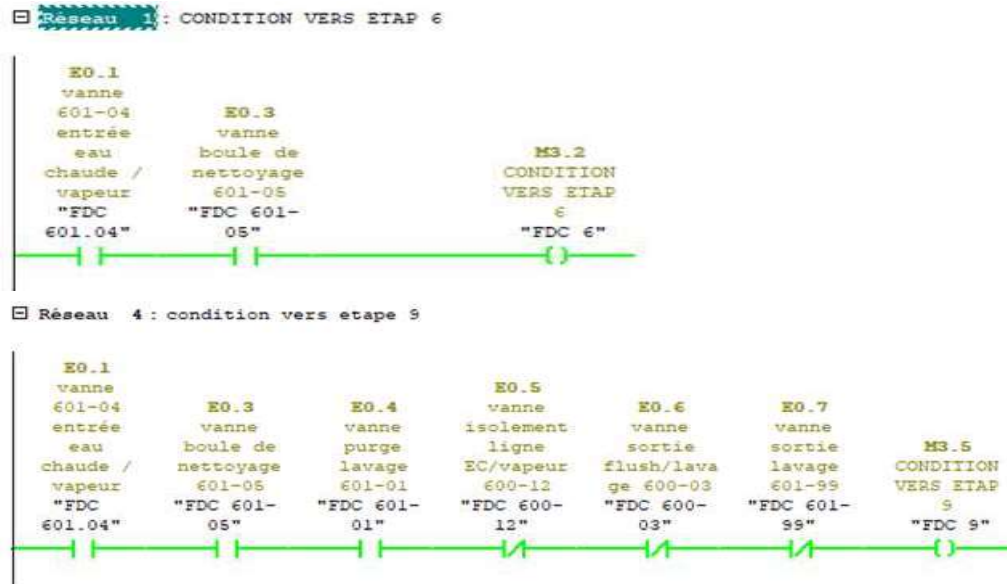 Réseau 1 : CONDITION VERS ETAP 6
E0.1
vanne
601-04
entrée
eau
chaude /
vapeur
"FDC
601.04"
E0.3
vanne
boule de
nettoyage
601-05
"FDC 601-
05"
M3.2
CONDITION
VERS ETAP
6
"FDC 6"
Réseau 4 : condition vers etape 9
E0.1
vanne
601-04
entrée
eau
chaude /
vapeur
"FDC
601.04"
E0.3
vanne
boule de
nettoyage
601-05
"FDC 601-
05"
E0.4
vanne
purge
lavage
601-01
"FDC 601-
01"
E0.5
vanne
isolement
ligne
EC/vapeur
600-12
"FDC 600-
12"
E0.6
vanne
sortie
flush/lava
ge 600-03
"FDC 600-
03"
E0.7
vanne
sortie
lavage
601-99
"FDC 601-
99"
M3.5
CONDITION
VERS ETAP
9
"FDC 9"